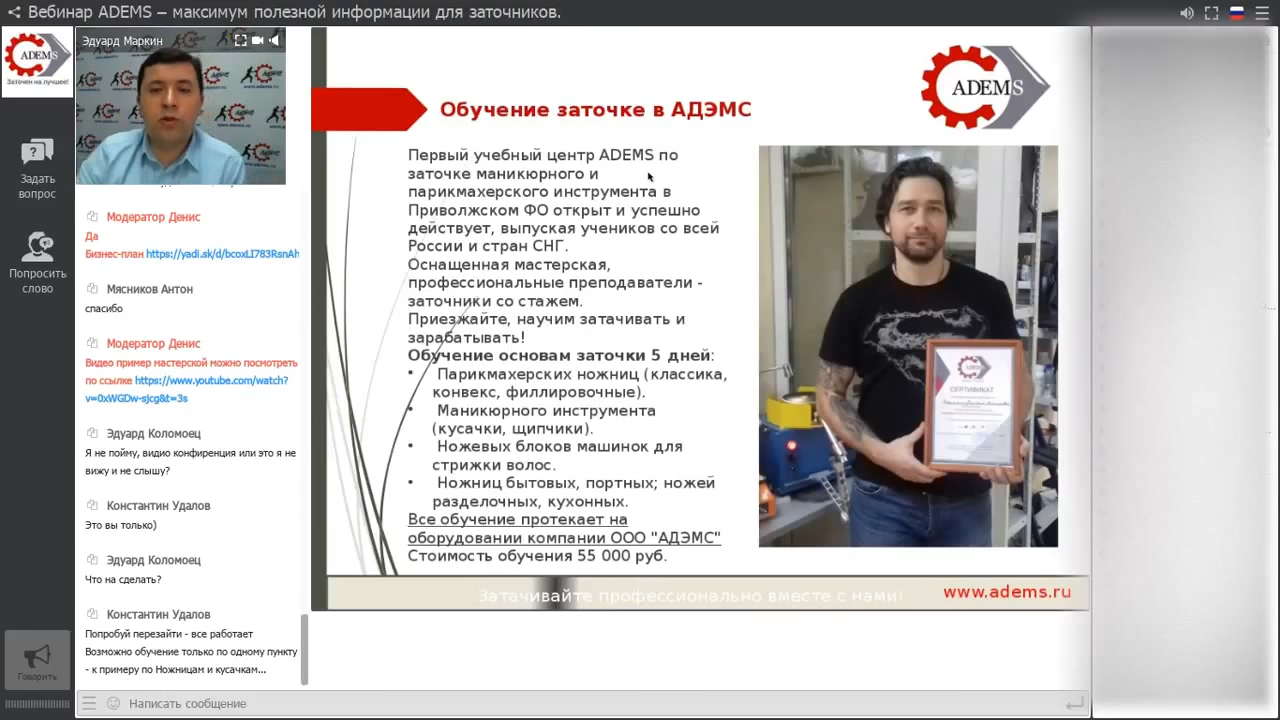 Вебинар ADEMS – максимум полезной информации для заточников.
ADEMS
Заточен на лучшее!
Эдуард Маркин
Задать
вопрос
Попросить
слово
Говорить
Модератор Денис
Да
Бизнес-план https://yadi.sk/d/bcoxLI783RsnAh
Мясников Антон
спасибо
Модератор Денис
Видео пример мастерской можно посмотреть
по ссылке https://www.youtube.com/watch?
v=0xWGDw-sjcg&t=3s
Эдуард Коломоец
Я не пойму, видио конфиренция или это я не
вижу и не слышу?
Константин Удалов
Это вы только)
Эдуард Коломоец
Что на сделать?
Константин Удалов
Попробуй перезайти - все работает
Возможно обучение только по одному пункту
- к примеру по Ножницам и кусачкам...
Написать сообщение
Обучение заточке в АДЭМС
ADEMS
Первый учебный центр ADEMS по
заточке маникюрного и
парикмахерского инструмента в
Приволжском ФО открыт и успешно
действует, выпуская учеников со всей
России и стран СНГ.
Оснащенная мастерская,
профессиональные преподаватели -
заточники со стажем.
Приезжайте, научим затачивать и
зарабатывать!
Обучение основам заточки 5 дней:
• Парикмахерских ножниц (классика,
конвекс, филлировочные).
• Маникюрного инструмента
(кусачки, щипчики).
• Ножевых блоков машинок для
стрижки волос.
• Ножниц бытовых, портных; ножей
разделочных, кухонных.
Все обучение протекает на
оборудовании компании ООО "АДЭМС"
Стоимость обучения 55 000 руб.
СЕРТИФИКАТ
Затачивайте профессионально вместе с нами!
www.adems.ru